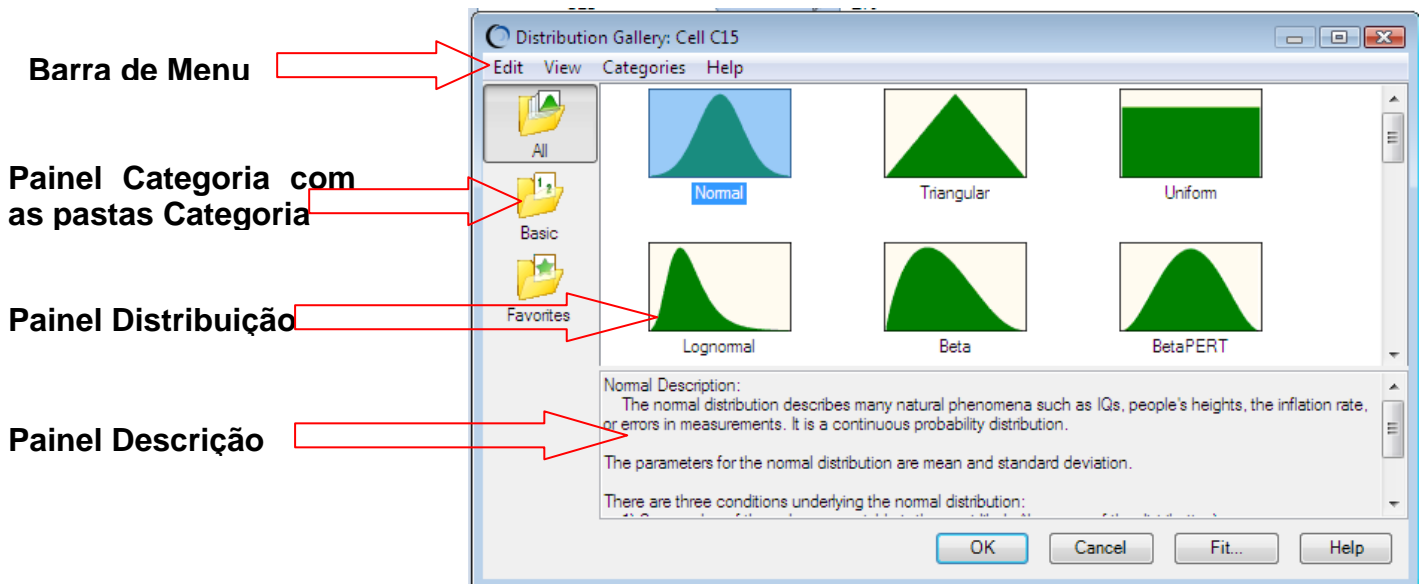 Distribution Gallery: Cell C15
Barra de Menu
Edit View Categories Help
All
Normal Triangular Uniform
Painel Categoria com
as pastas Categoria
Basic
Painel Distribuição
Favorites
Lognormal Beta BetaPERT
Painel Descrição
Normal Description:
The normal distribution describes many natural phenomena such as IQs, people's heights, the inflation rate,
or errors in measurements. It is a continuous probability distribution.
The parameters for the normal distribution are mean and standard deviation.
There are three conditions underlying the normal distribution:
OK Cancel Fit... Help